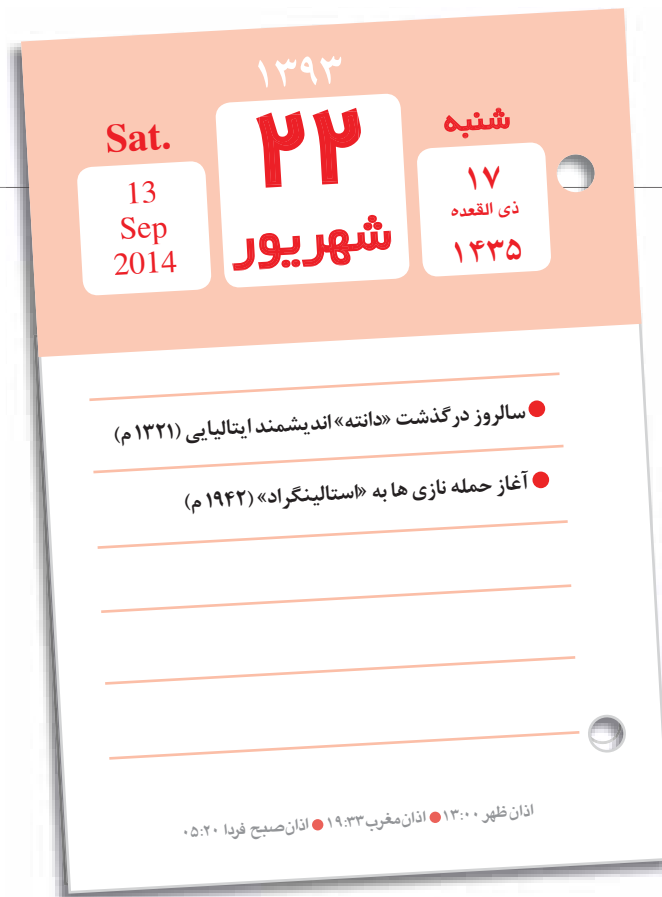 ۱۳۹۳
شنبه
۱۷
ذی القعده
۱۴۳۵
۲۲
شهریور
Sat.
13
Sep
2014
سالروز درگذشت «دانته» اندیشمند ایتالیایی (۱۳۲۱ م)
آغاز حمله نازی ها به «استالینگراد» (۱۹۴۲ م)
اذان ظهر ۱۳:۰۰ اذان مغرب ۱۹:۳۳ اذان صبح فردا ۰۵:۲۰